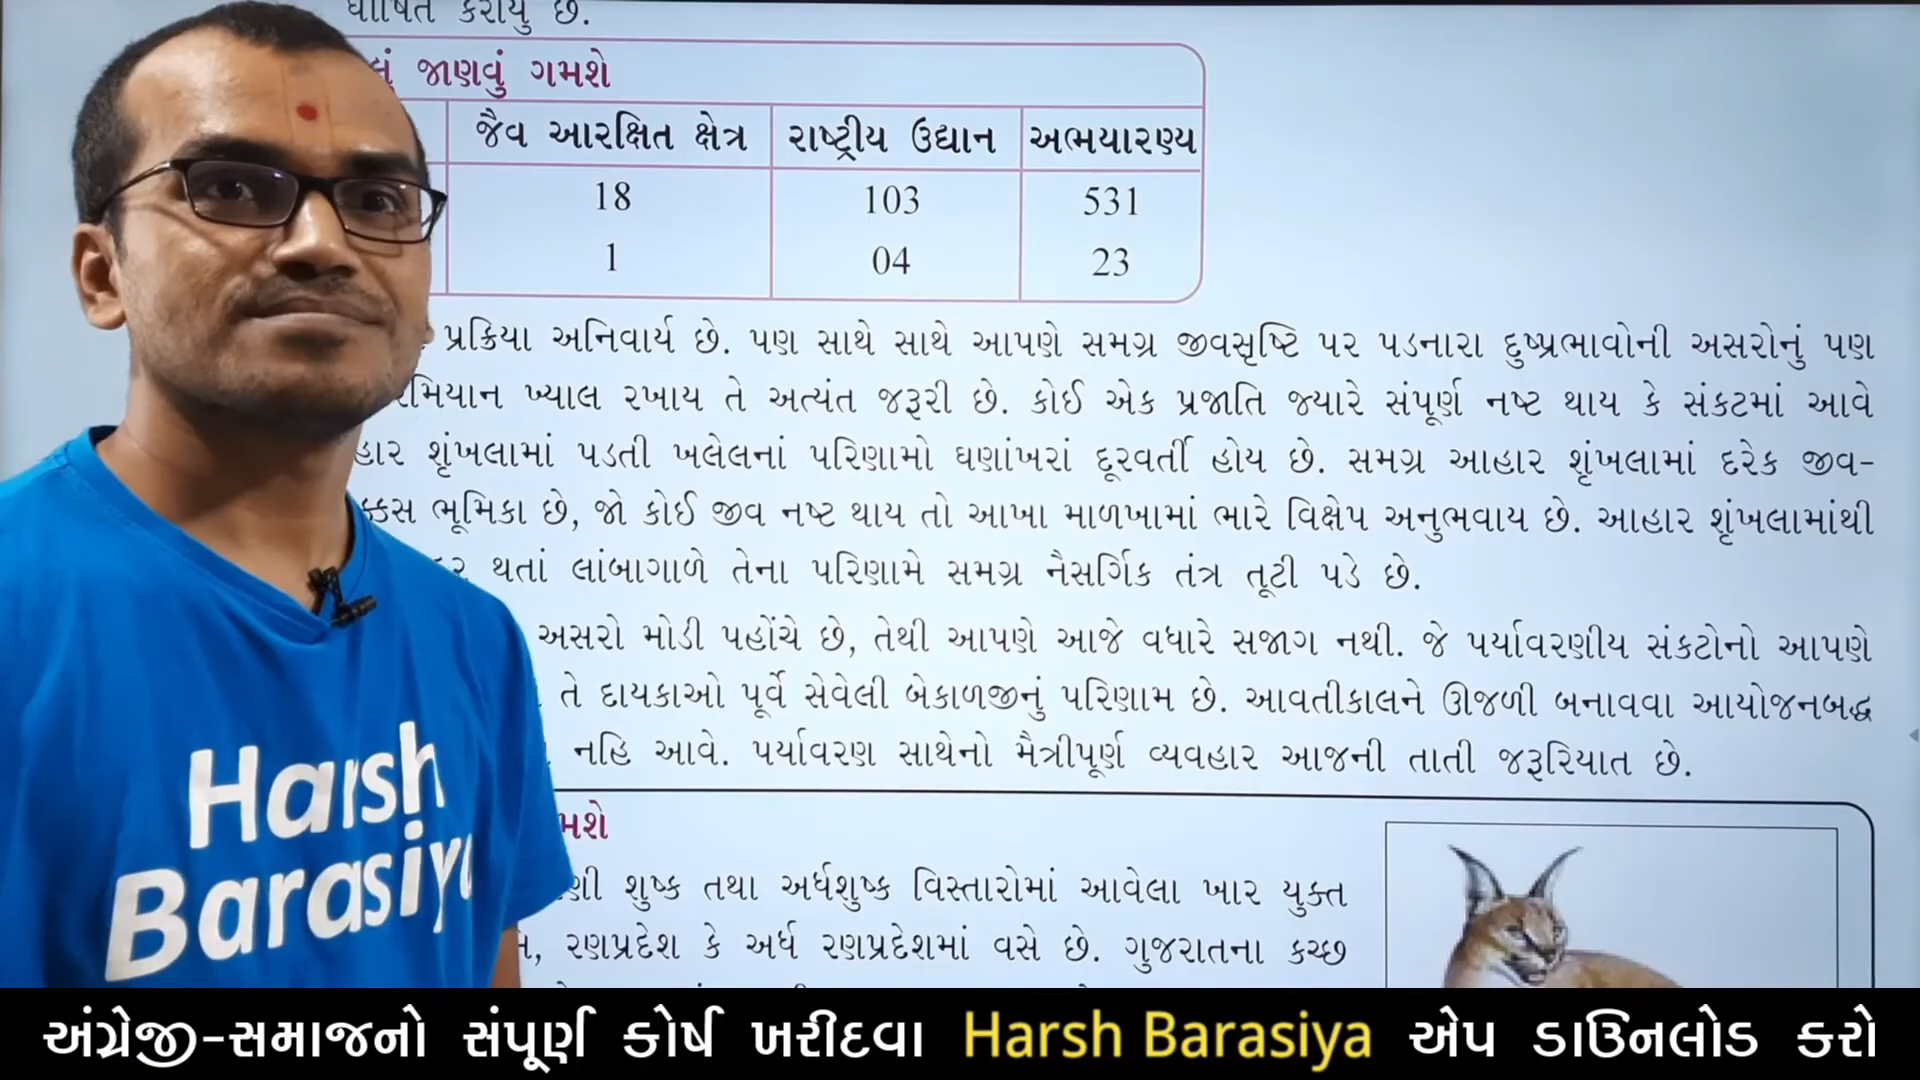 ઘોષિત કરાયું છે.
જાણવું ગમશે
જૈવ આરક્ષિત ક્ષેત્ર રાષ્ટ્રીય ઉદ્યાન અભયારણ્ય
18 103 531
1 04 23
પ્રક્રિયા અનિવાર્ય છે. પણ સાથે સાથે આપણે સમગ્ર જીવસૃષ્ટિ પર પડનારા દુષ્પ્રભાવોની અસરોનું પણ
ખ્યાલ રખાય તે અત્યંત જરૂરી છે. કોઈ એક પ્રજાતિ જ્યારે સંપૂર્ણ નષ્ટ થાય કે સંકટમાં આવે
શૃંખલામાં પડતી ખલેલનાં પરિણામો ઘણાંખરાં દૂરવર્તી હોય છે. સમગ્ર આહાર શૃંખલામાં દરેક જીવ-
ભૂમિકા છે, જો કોઈ જીવ નષ્ટ થાય તો આખા માળખામાં ભારે વિક્ષેપ અનુભવાય છે. આહાર શૃંખલામાંથી
થતાં લાંબાગાળે તેના પરિણામે સમગ્ર નૈસર્ગિક તંત્ર તૂટી પડે છે.
અસરો મોડી પહોંચે છે, તેથી આપણે આજે વધારે સજાગ નથી. જે પર્યાવરણીય સંકટોનો આપણે
તે દાયકાઓ પૂર્વે સેવેલી બેકાળજીનું પરિણામ છે. આવતીકાલને ઊજળી બનાવવા આયોજનબદ્ધ
નહિ આવે. પર્યાવરણ સાથેનો મૈત્રીપૂર્ણ વ્યવહાર આજની તાતી જરૂરિયાત છે.
શુષ્ક તથા અર્ધશુષ્ક વિસ્તારોમાં આવેલા ખાર યુક્ત
રણપ્રદેશ કે અર્ધ રણપ્રદેશમાં વસે છે. ગુજરાતના કચ્છ
Harsh
Barasiya
અંગ્રેજી-સમાજનો સંપૂર્ણ કોર્ષ ખરીદવા Harsh Barasiya એપ ડાઉનલોડ કરો